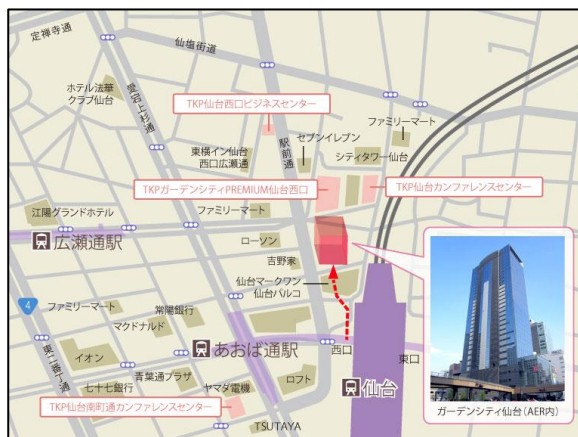 定禅寺通
仙塩街道
ホテル法華
クラブ仙台
愛宕上杉通
TKP仙台西口ビジネスセンター
セブンイレブン
ファミリーマート
東横イン仙台
西口広瀬通
駅前通
シティタワー仙台
TKPガーデンシティPREMIUM仙台西口
TKP仙台カンファレンスセンター
江陽グランドホテル
ファミリーマート
広瀬通駅
ローソン
吉野家
仙台マークワン
仙台パルコ
4
ファミリーマート
常陽銀行
マクドナルド
東二番丁通
イオン
あおば通駅
西口
東口
七十七銀行
青葉通プラザ
ヤマダ電機
ロフト
仙台
TKP仙台南町通カンファレンスセンター
TSUTAYA
ガーデンシティ仙台(AER内)